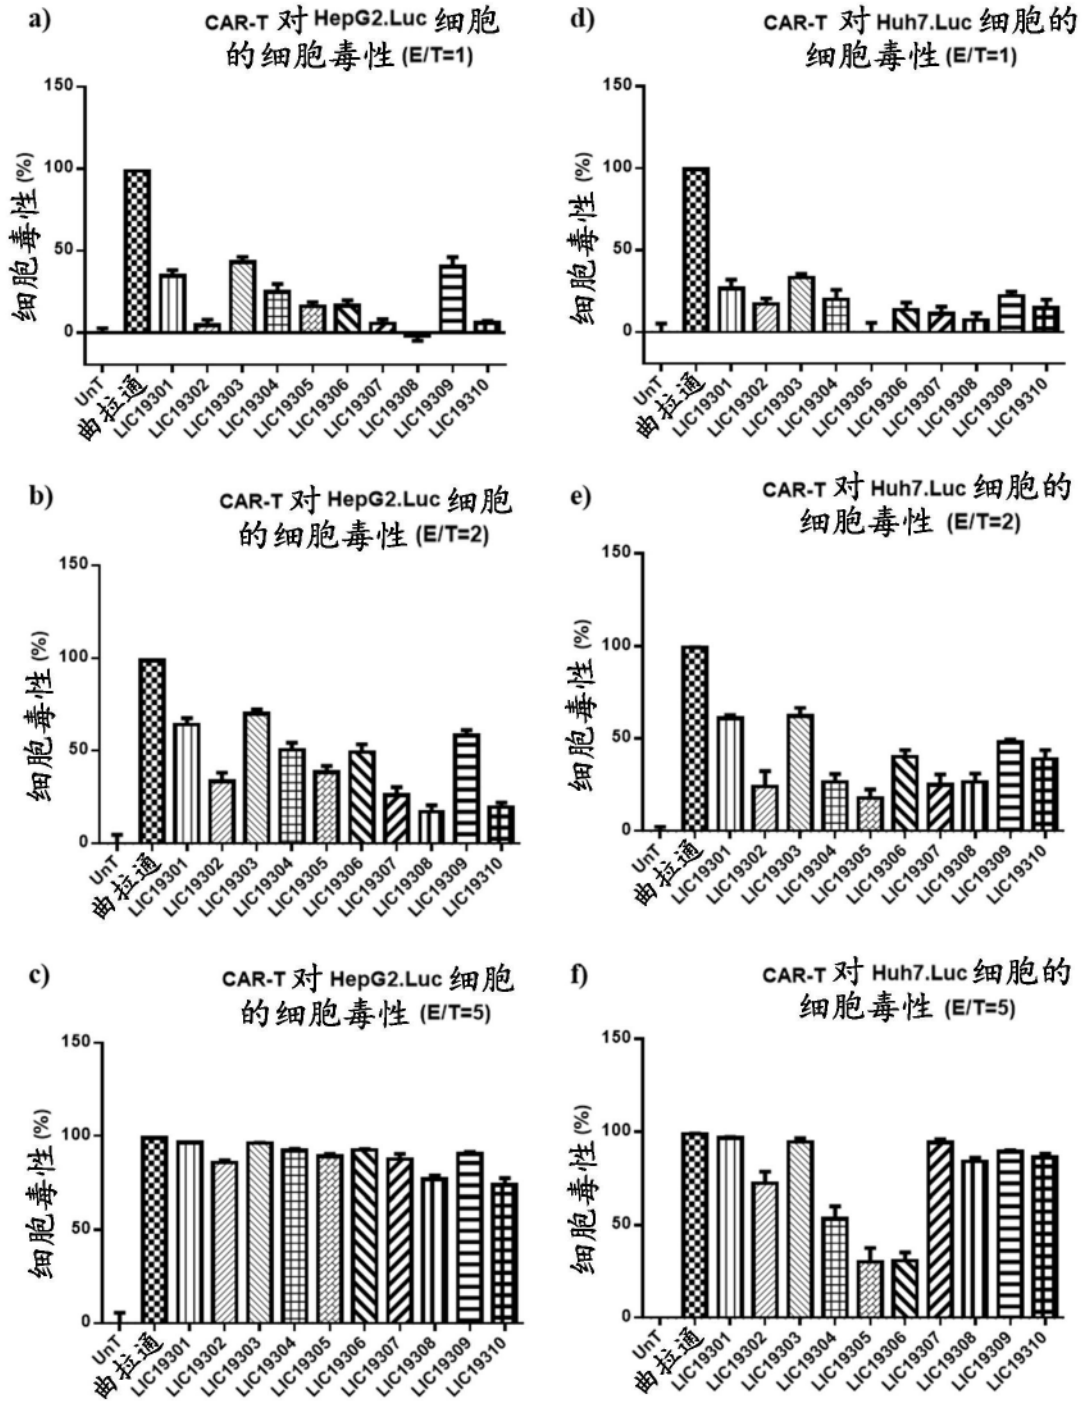 a)
CAR-T 对 HepG2.Luc 细胞
的细胞毒性 (E/T=1)
细胞毒性 (%)
150
100
50
0
UnT
曲拉通
LIC19301
LIC19302
LIC19303
LIC19304
LIC19305
LIC19306
LIC19307
LIC19308
LIC19309
LIC19310
d)
CAR-T 对 Huh7.Luc 细胞的
细胞毒性 (E/T=1)
细胞毒性 (%)
150
100
50
0
UnT
曲拉通
LIC19301
LIC19302
LIC19303
LIC19304
LIC19305
LIC19306
LIC19307
LIC19308
LIC19309
LIC19310
b)
CAR-T 对 HepG2.Luc 细胞
的细胞毒性 (E/T=2)
细胞毒性 (%)
150
100
50
0
UnT
曲拉通
LIC19301
LIC19302
LIC19303
LIC19304
LIC19305
LIC19306
LIC19307
LIC19308
LIC19309
LIC19310
e)
CAR-T 对 Huh7.Luc 细胞的
细胞毒性 (E/T=2)
细胞毒性 (%)
150
100
50
0
UnT
曲拉通
LIC19301
LIC19302
LIC19303
LIC19304
LIC19305
LIC19306
LIC19307
LIC19308
LIC19309
LIC19310
c)
CAR-T 对 HepG2.Luc 细胞
的细胞毒性 (E/T=5)
细胞毒性 (%)
150
100
50
0
UnT
曲拉通
LIC19301
LIC19302
LIC19303
LIC19304
LIC19305
LIC19306
LIC19307
LIC19308
LIC19309
LIC19310
f)
CAR-T 对 Huh7.Luc 细胞的
细胞毒性 (E/T=5)
细胞毒性 (%)
150
100
50
0
UnT
曲拉通
LIC19301
LIC19302
LIC19303
LIC19304
LIC19305
LIC19306
LIC19307
LIC19308
LIC19309
LIC19310